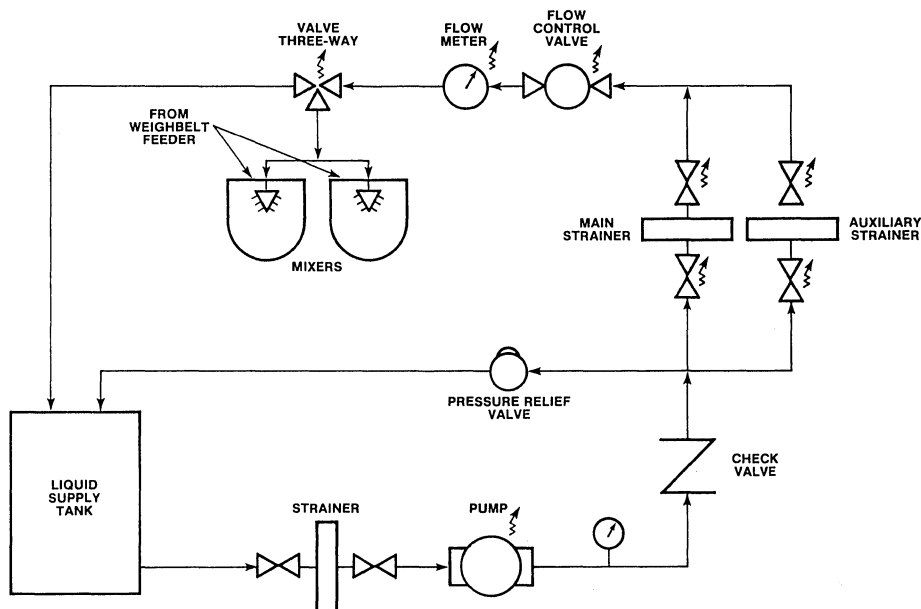 VALVE
THREE-WAY
FLOW
METER
FLOW
CONTROL
VALVE
FROM
WEIGHBELT
FEEDER
MAIN
STRAINER
AUXILIARY
STRAINER
MIXERS
PRESSURE RELIEF
VALVE
CHECK
VALVE
LIQUID
SUPPLY
TANK
STRAINER
PUMP